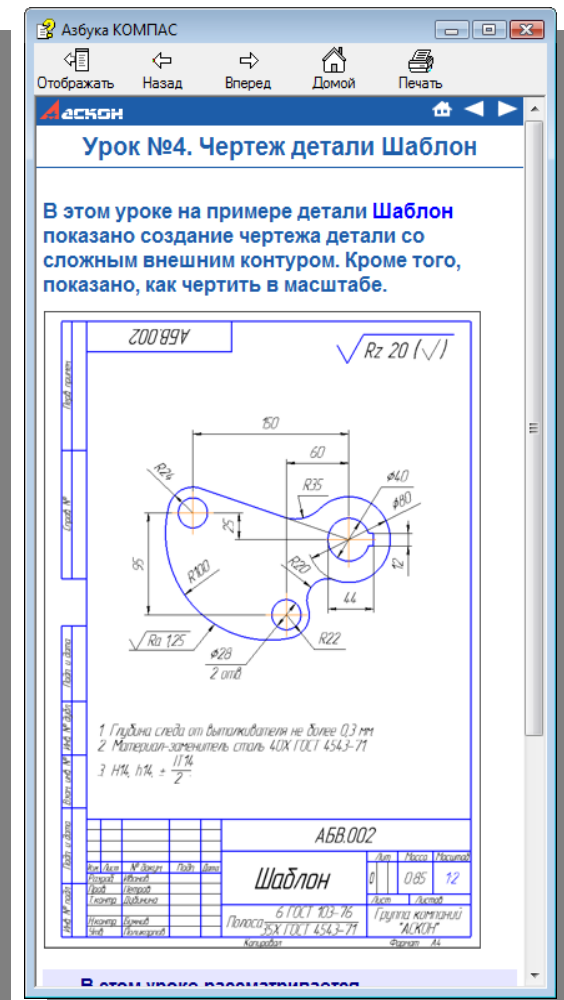 Азбука КОМПАС
Отображать Назад Вперед Домой Печать
Аскон
Урок №4. Чертеж детали Шаблон
В этом уроке на примере детали Шаблон
показано создание чертежа детали со
сложным внешним контуром. Кроме того,
показано, как чертить в масштабе.
АБВ.002
Rz 20 (√)
Перв. примен.
150
60
R24
R35
⌀40
⌀80
Справ. №
25
95
R100
R20
12
44
Ra 1,25
R22
⌀28
2 отв.
Подп. и дата
1 Глубина следа от выталкивателя не более 0,3 мм
2 Материал-заменитель сталь 40Х ГОСТ 4543-71
3. H14, h14, ± IT14
2
Инв. № дубл.
Взам. инв. №
Подп. и дата
Инв. № подл.
АБВ.002
Изм. Лист № докум. Подп. Дата
Разраб. Иванов
Пров. Петров
Т.контр.
Н.контр.
Утв.
Шаблон
Лит. Масса Масштаб
0,85 1:2
Лист Листов
Полоса 6 ГОСТ 103-76
35Х ГОСТ 4543-71
Группа компаний
"АСКОН"
Копировал Формат А4
В этом уроке рассматривается